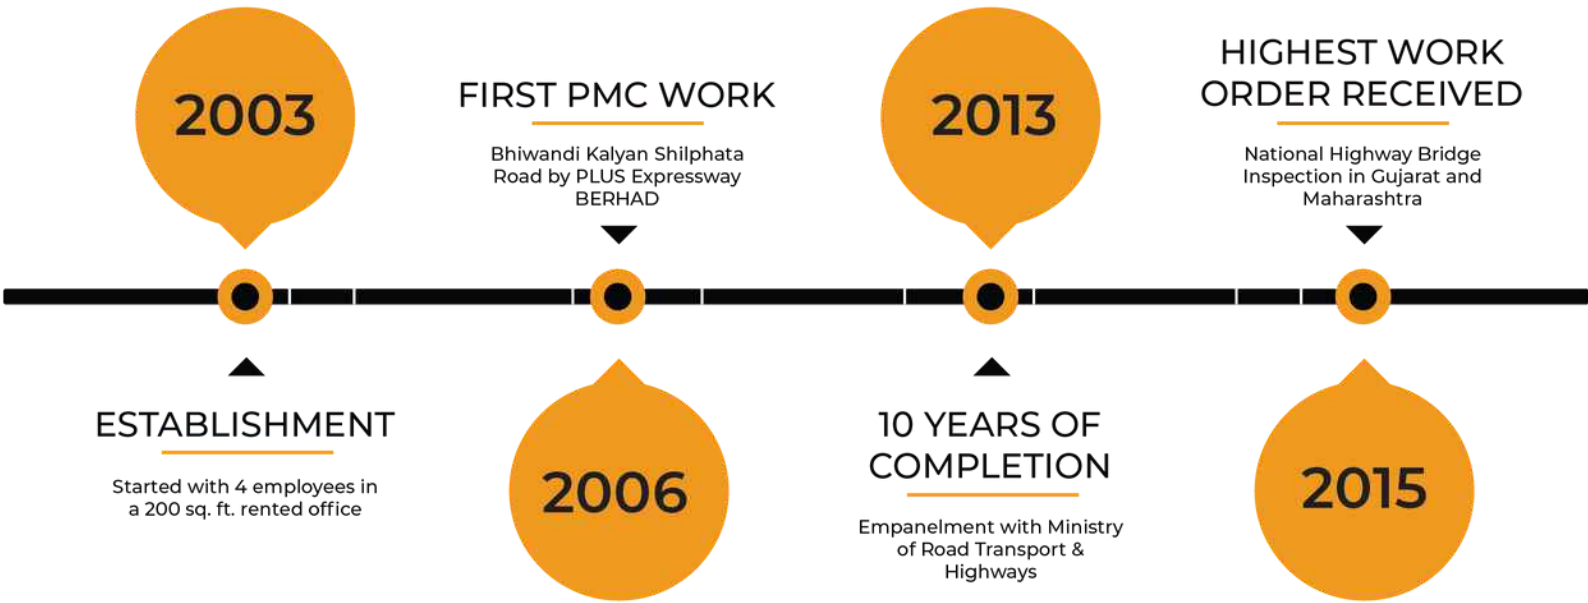 2003
ESTABLISHMENT
Started with 4 employees in
a 200 sq. ft. rented office
FIRST PMC WORK
Bhiwandi Kalyan Shilphata
Road by PLUS Expressway
BERHAD
2006
2013
10 YEARS OF
COMPLETION
Empanelment with Ministry
of Road Transport &
Highways
HIGHEST WORK
ORDER RECEIVED
National Highway Bridge
Inspection in Gujarat and
Maharashtra
2015